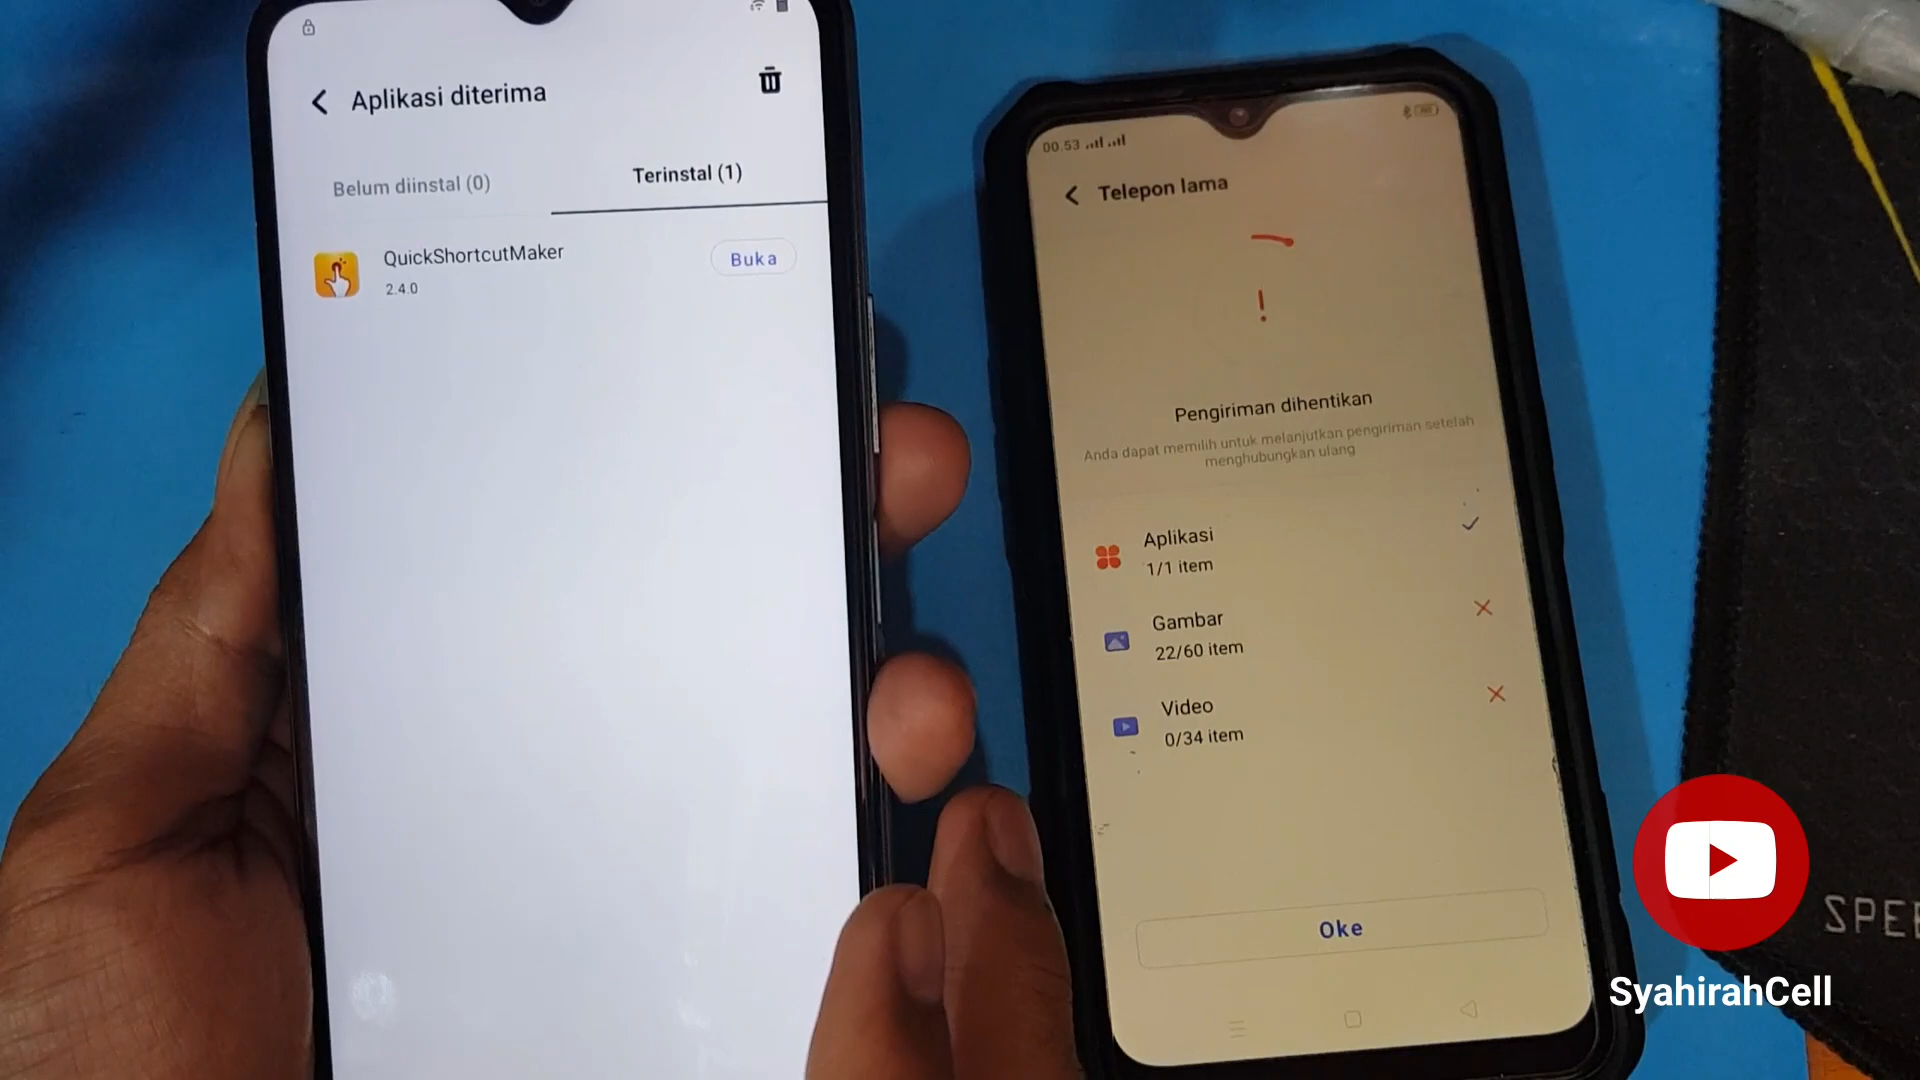 Aplikasi diterima
Belum diinstal (0)
Terinstal (1)
QuickShortcutMaker
2.4.0
Buka
00.53
Telepon lama
!
Pengiriman dihentikan
Anda dapat memilih untuk melanjutkan pengiriman setelah
menghubungkan ulang
Aplikasi
1/1 item
Gambar
22/60 item
Video
0/34 item
Oke
SyahirahCell